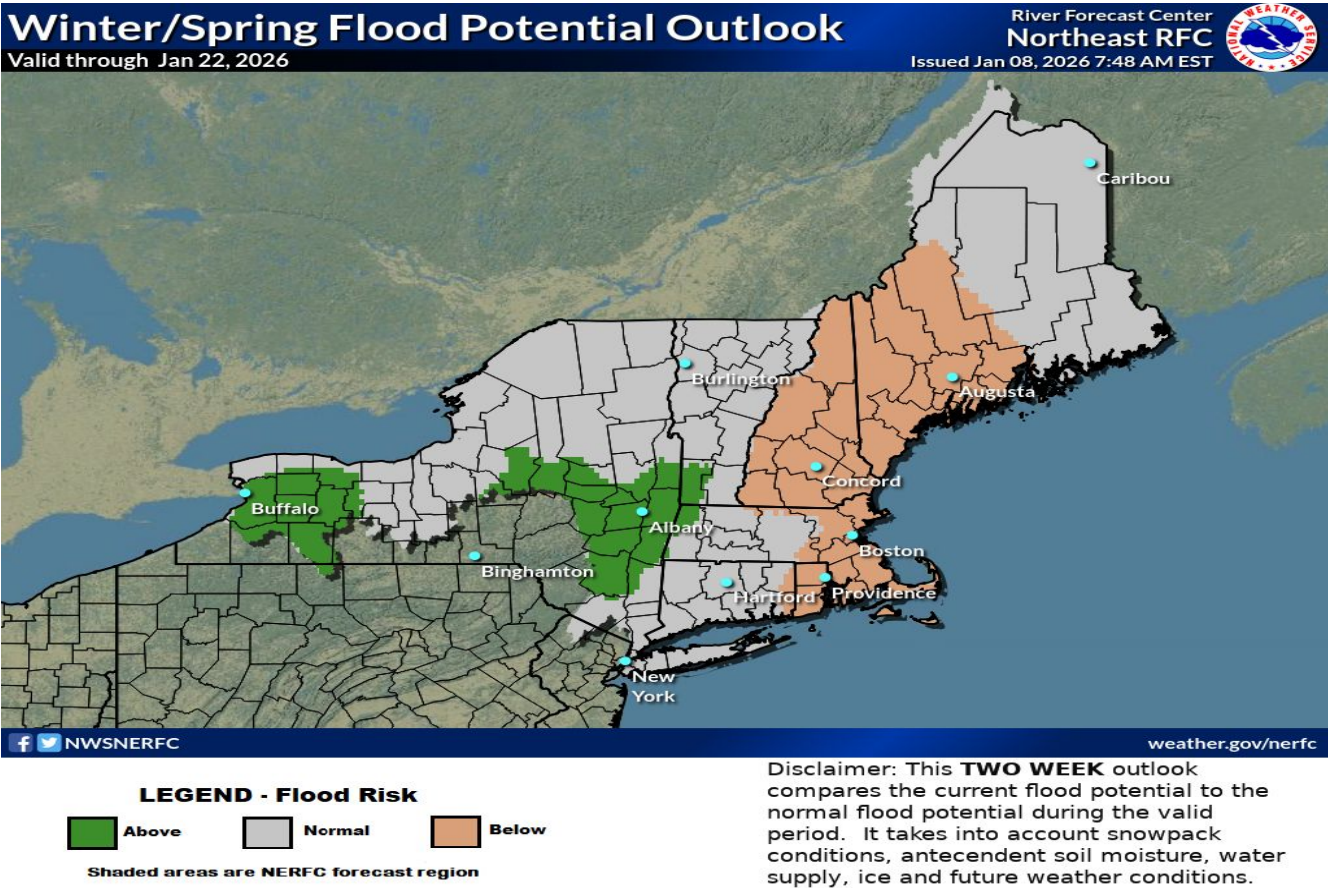 Winter/Spring Flood Potential Outlook
Valid through Jan 22, 2026
River Forecast Center
Northeast RFC
Issued Jan 08, 2026 7:48 AM EST
NATIONAL WEATHER SERVICE
Caribou
Burlington
Augusta
Concord
Buffalo
Albany
Boston
Binghamton
Hartford
Providence
New
York
NWSNERFC
weather.gov/nerfc
LEGEND - Flood Risk
Above
Normal
Below
Shaded areas are NERFC forecast region
Disclaimer: This TWO WEEK outlook
compares the current flood potential to the
normal flood potential during the valid
period. It takes into account snowpack
conditions, antecendent soil moisture, water
supply, ice and future weather conditions.